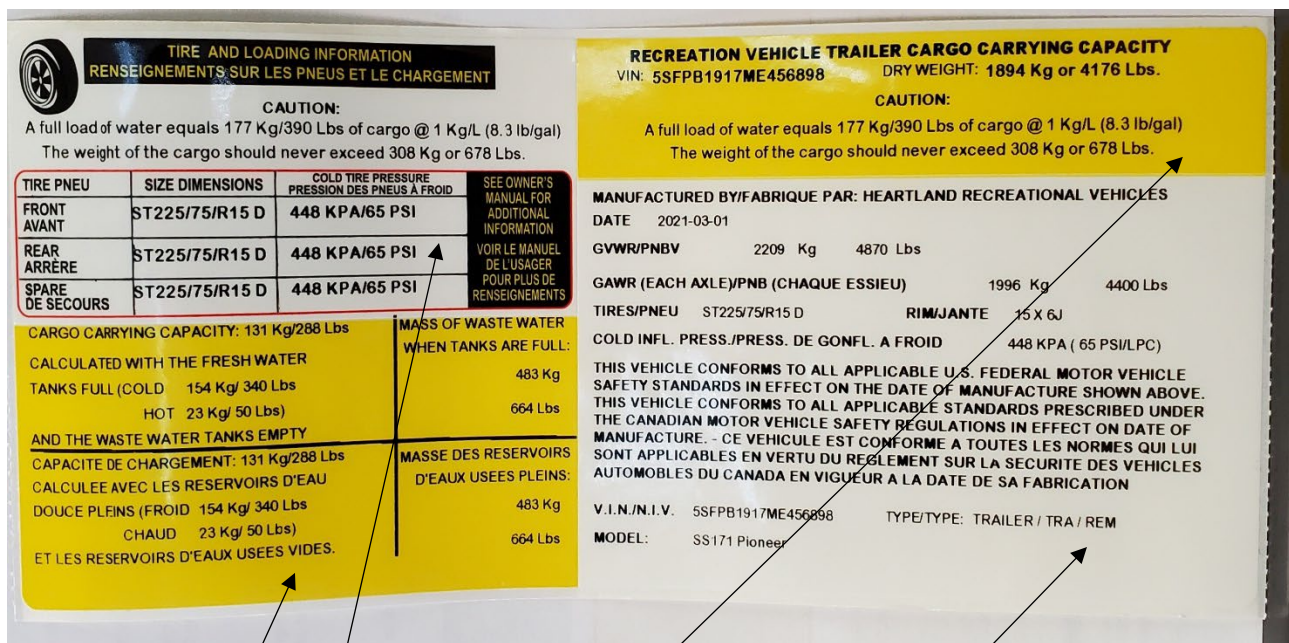 TIRE AND LOADING INFORMATION
RENSEIGNEMENTS SUR LES PNEUS ET LE CHARGEMENT
CAUTION:
A full load of water equals 177 Kg/390 Lbs of cargo @ 1 Kg/L (8.3 lb/gal)
The weight of the cargo should never exceed 308 Kg or 678 Lbs.
TIRE PNEU SIZE DIMENSIONS COLD TIRE PRESSURE
PRESSION DES PNEUS À FROID
FRONT
AVANT ST225/75/R15 D 448 KPA/65 PSI
REAR
ARRÈRE ST225/75/R15 D 448 KPA/65 PSI
SPARE
DE SECOURS ST225/75/R15 D 448 KPA/65 PSI
SEE OWNER'S
MANUAL FOR
ADDITIONAL
INFORMATION
VOIR LE MANUEL
DE L'USAGER
POUR PLUS DE
RENSEIGNEMENTS
CARGO CARRYING CAPACITY: 131 Kg/288 Lbs
CALCULATED WITH THE FRESH WATER
TANKS FULL (COLD 154 Kg/ 340 Lbs
HOT 23 Kg/ 50 Lbs)
AND THE WASTE WATER TANKS EMPTY
MASS OF WASTE WATER
WHEN TANKS ARE FULL:
483 Kg
664 Lbs
CAPACITE DE CHARGEMENT: 131 Kg/288 Lbs
CALCULEE AVEC LES RESERVOIRS D'EAU
DOUCE PLEINS (FROID 154 Kg/ 340 Lbs
CHAUD 23 Kg/ 50 Lbs)
ET LES RESERVOIRS D'EAUX USEES VIDES.
MASSE DES RESERVOIRS
D'EAUX USEES PLEINS:
483 Kg
664 Lbs
RECREATION VEHICLE TRAILER CARGO CARRYING CAPACITY
VIN: 5SFPB1917ME456898 DRY WEIGHT: 1894 Kg or 4176 Lbs.
CAUTION:
A full load of water equals 177 Kg/390 Lbs of cargo @ 1 Kg/L (8.3 lb/gal)
The weight of the cargo should never exceed 308 Kg or 678 Lbs.
MANUFACTURED BY/FABRIQUE PAR: HEARTLAND RECREATIONAL VEHICLES
DATE 2021-03-01
GVWR/PNBV 2209 Kg 4870 Lbs
GAWR (EACH AXLE)/PNB (CHAQUE ESSIEU) 1996 Kg 4400 Lbs
TIRES/PNEU ST225/75/R15 D RIM/JANTE 15 X 6J
COLD INFL. PRESS./PRESS. DE GONFL. A FROID 448 KPA ( 65 PSI/LPC)
THIS VEHICLE CONFORMS TO ALL APPLICABLE U.S. FEDERAL MOTOR VEHICLE
SAFETY STANDARDS IN EFFECT ON THE DATE OF MANUFACTURE SHOWN ABOVE.
THIS VEHICLE CONFORMS TO ALL APPLICABLE STANDARDS PRESCRIBED UNDER
THE CANADIAN MOTOR VEHICLE SAFETY REGULATIONS IN EFFECT ON DATE OF
MANUFACTURE. - CE VEHICULE EST CONFORME A TOUTES LES NORMES QUI LUI
SONT APPLICABLES EN VERTU DU REGLEMENT SUR LA SECURITE DES VEHICLES
AUTOMOBILES DU CANADA EN VIGUEUR A LA DATE DE SA FABRICATION
V.I.N./N.I.V. 5SFPB1917ME456898 TYPE/TYPE: TRAILER / TRA / REM
MODEL: SS171 Pioneer